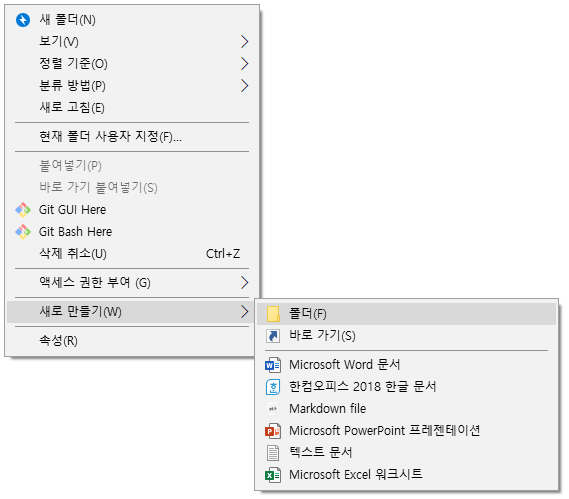 새 폴더(N)
보기(V)
정렬 기준(O)
분류 방법(P)
새로 고침(E)
현재 폴더 사용자 지정(F)...
붙여넣기(P)
바로 가기 붙여넣기(S)
Git GUI Here
Git Bash Here
삭제 취소(U) Ctrl+Z
액세스 권한 부여 (G)
새로 만들기(W)
속성(R)
폴더(F)
바로 가기(S)
Microsoft Word 문서
한컴오피스 2018 한글 문서
Markdown file
Microsoft PowerPoint 프레젠테이션
텍스트 문서
Microsoft Excel 워크시트